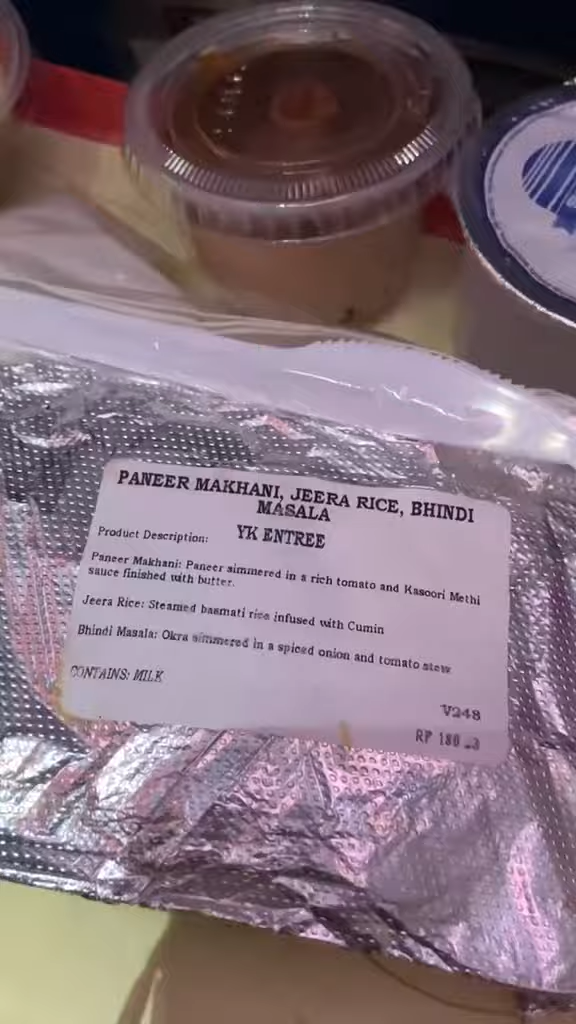 PANEER MAKHANI, JEERA RICE, BHINDI
MASALA
Product Description: YK ENTREE
Paneer Makhani: Paneer simmered in a rich tomato and Kasoori Methi
sauce finished with butter.
Jeera Rice: Steamed basmati rice infused with Cumin
Bhindi Masala: Okra simmered in a spiced onion and tomato stew
CONTAINS: MILK
V248
RF 180